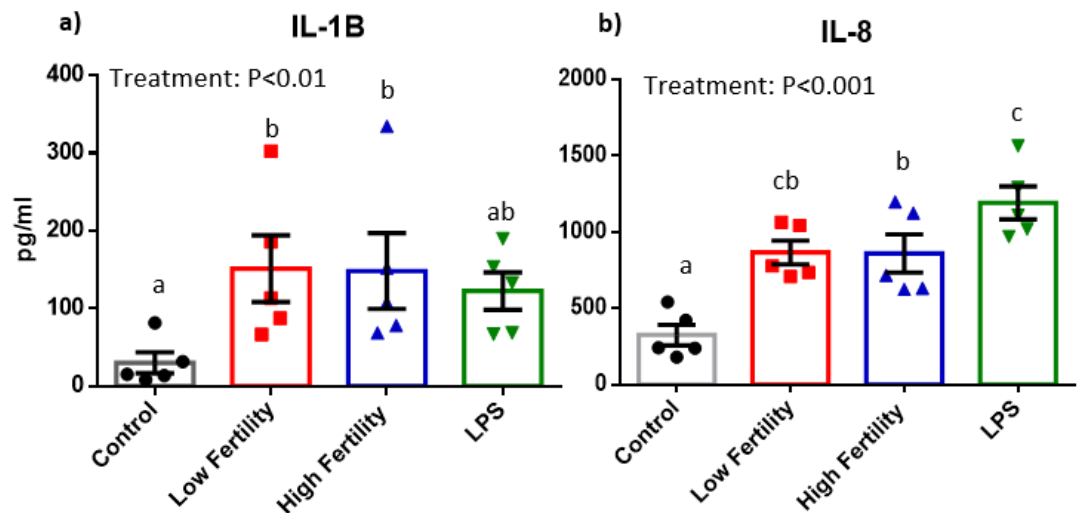 a)
IL-1B
Treatment: P<0.01
pg/ml
400
300
200
100
0
a
b
b
ab
Control
Low Fertility
High Fertility
LPS
b)
IL-8
Treatment: P<0.001
2000
1500
1000
500
0
a
cb
b
c
Control
Low Fertility
High Fertility
LPS